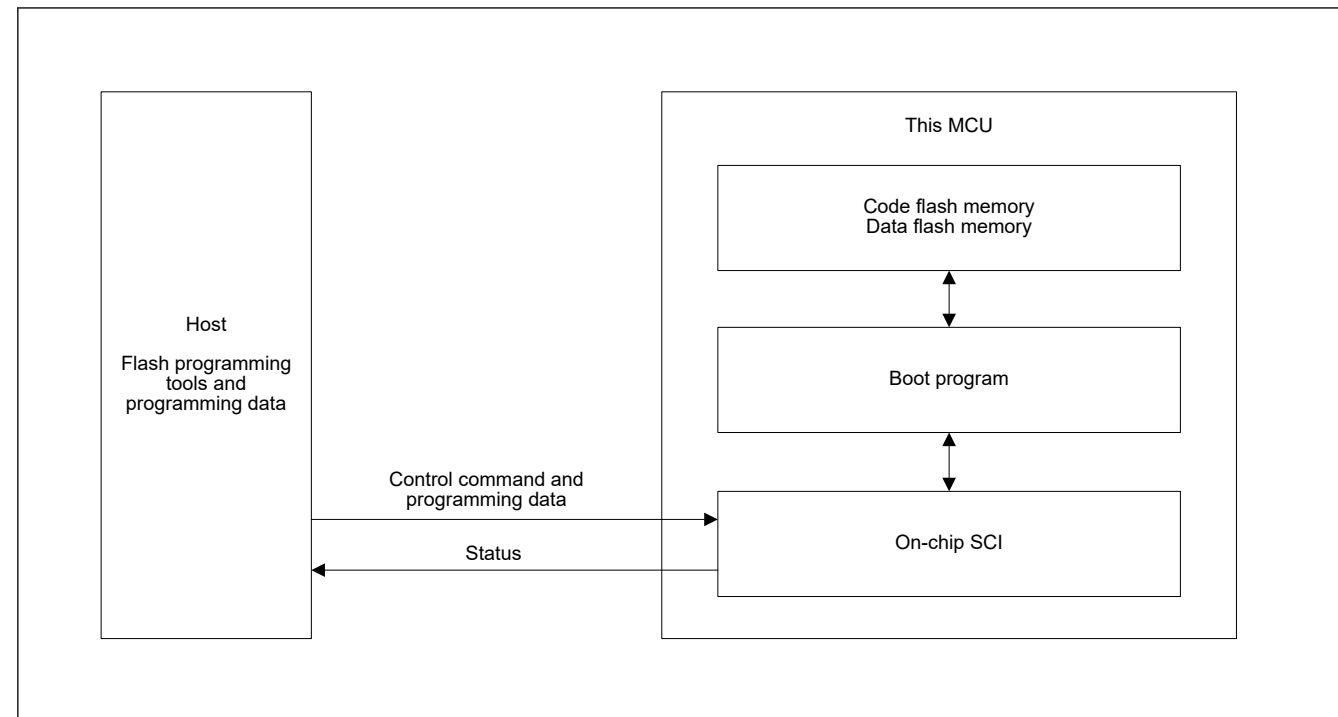 Host
Flash programming
tools and
programming data
Control command and
programming data
Status
This MCU
Code flash memory
Data flash memory
Boot program
On-chip SCI